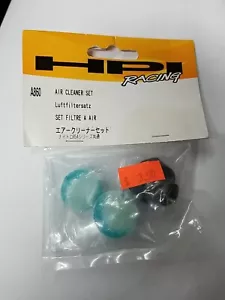 HPI
RACING
A860
AIR CLEANER SET
Luftfiltersatz
SET FILTRE A AIR
エアークリーナーセット